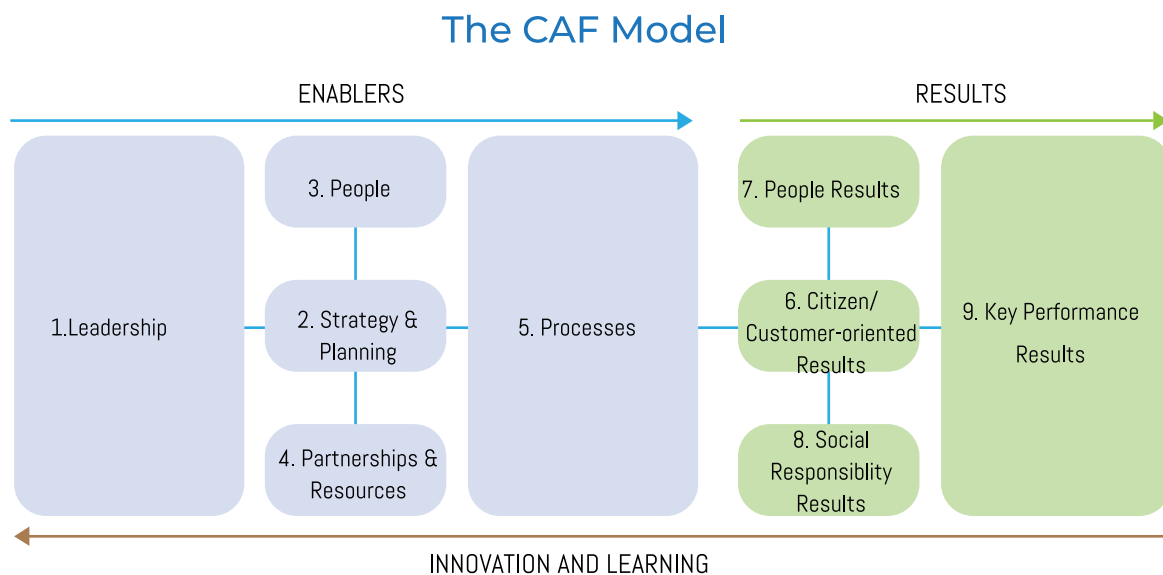 The CAF Model
ENABLERS
RESULTS
1.Leadership
3. People
2. Strategy &
Planning
4. Partnerships &
Resources
5. Processes
7. People Results
6. Citizen/
Customer-oriented
Results
8. Social
Responsiblity
Results
9. Key Performance
Results
INNOVATION AND LEARNING